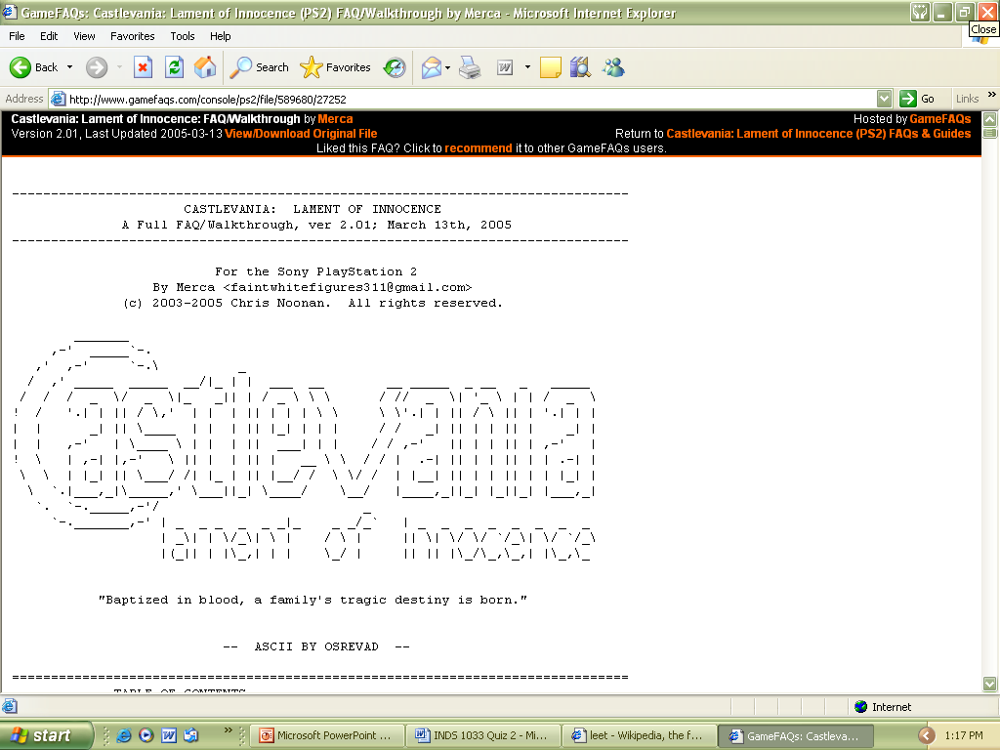 GameFAQs: Castlevania: Lament of Innocence (PS2) FAQ/Walkthrough by Merca - Microsoft Internet Explorer
Close
File Edit View Favorites Tools Help
Back Search Favorites
Address http://www.gamefaqs.com/console/ps2/file/589680/27252 Go Links »
Castlevania: Lament of Innocence: FAQ/Walkthrough by Merca Hosted by GameFAQs
Version 2.01, Last Updated 2005-03-13 View/Download Original File Return to Castlevania: Lament of Innocence (PS2) FAQs & Guides
Liked this FAQ? Click to recommend it to other GameFAQs users.
CASTLEVANIA: LAMENT OF INNOCENCE
A Full FAQ/Walkthrough, ver 2.01; March 13th, 2005
For the Sony PlayStation 2
By Merca <faintwhitefigures311@gmail.com>
(c) 2003-2005 Chris Noonan. All rights reserved.
Castlevania
lament of Innocence
"Baptized in blood, a family's tragic destiny is born."
-- ASCII BY OSREVAD --
TABLE OF CONTENTS
Internet
start » Microsoft PowerPoint ... INDS 1033 Quiz 2 - Mi... leet - Wikipedia, the f... GameFAQs: Castleva... 1:17 PM